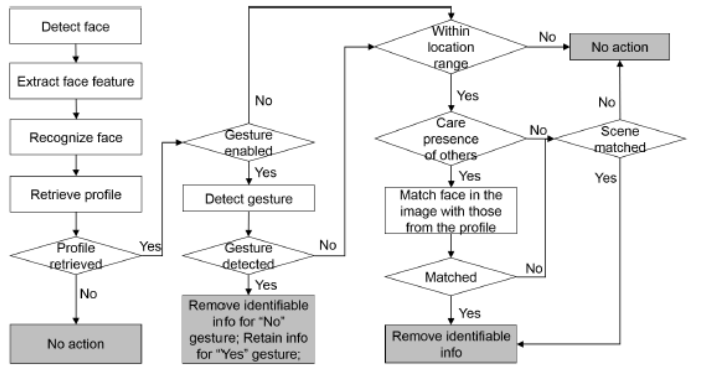 Detect face
Extract face feature
Recognize face
Retrieve profile
Profile
retrieved
Yes
No
No action
Gesture
enabled
No
Yes
Detect gesture
Gesture
detected
No
Yes
Remove identifiable
info for “No”
gesture; Retain info
for “Yes” gesture;
Within
location
range
No
No action
Yes
Care
presence
of others
No
Yes
Scene
matched
No
Yes
Match face in the
image with those
from the profile
Matched
No
Yes
Remove identifiable
info